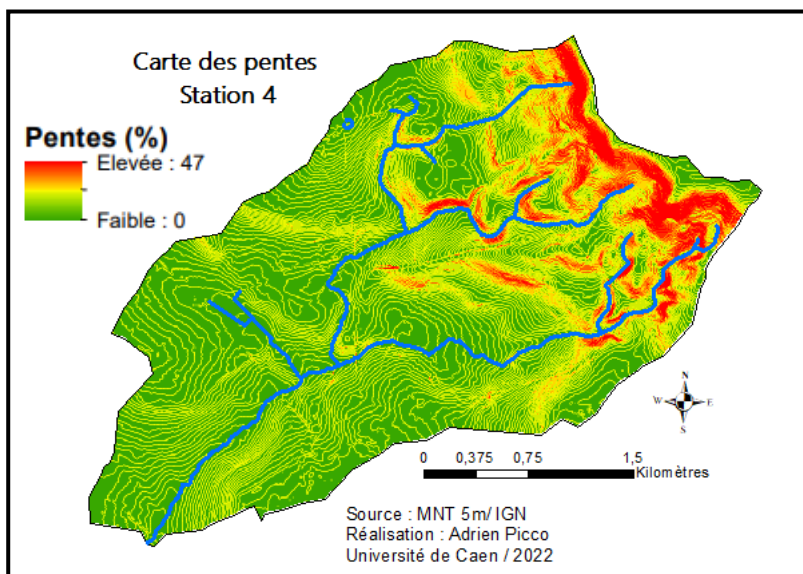 Carte des pentes
Station 4
Pentes (%)
Elevée : 47
Faible : 0
N
W E
S
0 0,375 0,75 1,5
Kilomètres
Source : MNT 5m/ IGN
Réalisation : Adrien Picco
Université de Caen / 2022